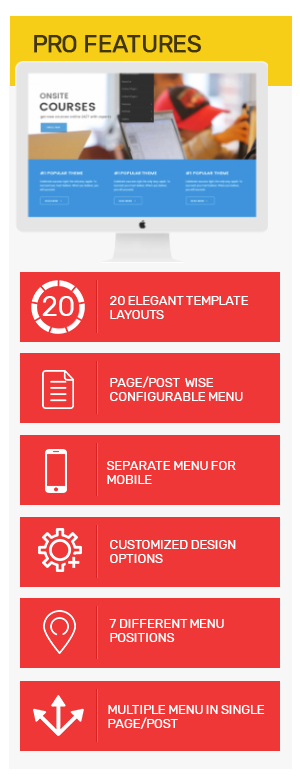 PRO FEATURES
ONSITE
COURSES
#1 POPULAR THEME
#1 POPULAR THEME
#1 POPULAR THEME
20
20 ELEGANT TEMPLATE
LAYOUTS
PAGE/POST WISE
CONFIGURABLE MENU
SEPARATE MENU FOR
MOBILE
CUSTOMIZED DESIGN
OPTIONS
7 DIFFERENT MENU
POSITIONS
MULTIPLE MENU IN SINGLE
PAGE/POST